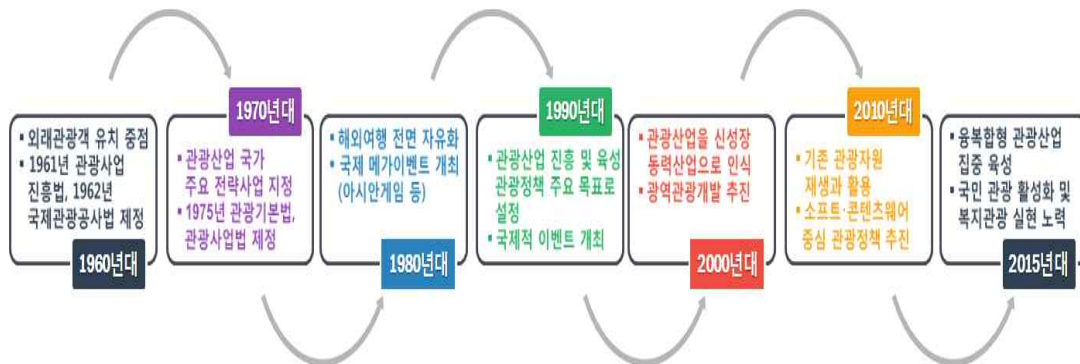 1960년대
▪ 외래관광객 유치 중점
▪ 1961년 관광사업
진흥법, 1962년
국제관광공사법 제정
1970년대
▪ 관광산업 국가
주요 전략사업 지정
▪ 1975년 관광기본법,
관광사업법 제정
1980년대
▪ 해외여행 전면 자유화
▪ 국제 메가이벤트 개최
(아시안게임 등)
1990년대
▪ 관광산업 진흥 및 육성
관광정책 주요 목표로
설정
▪ 국제적 이벤트 개최
2000년대
▪ 관광산업을 신성장
동력산업으로 인식
▪ 광역관광개발 추진
2010년대
▪ 기존 관광자원
재생과 활용
▪ 소프트·콘텐츠웨어
중심 관광정책 추진
2015년대
▪ 융복합형 관광산업
집중 육성
▪ 국민 관광 활성화 및
복지관광 실현 노력